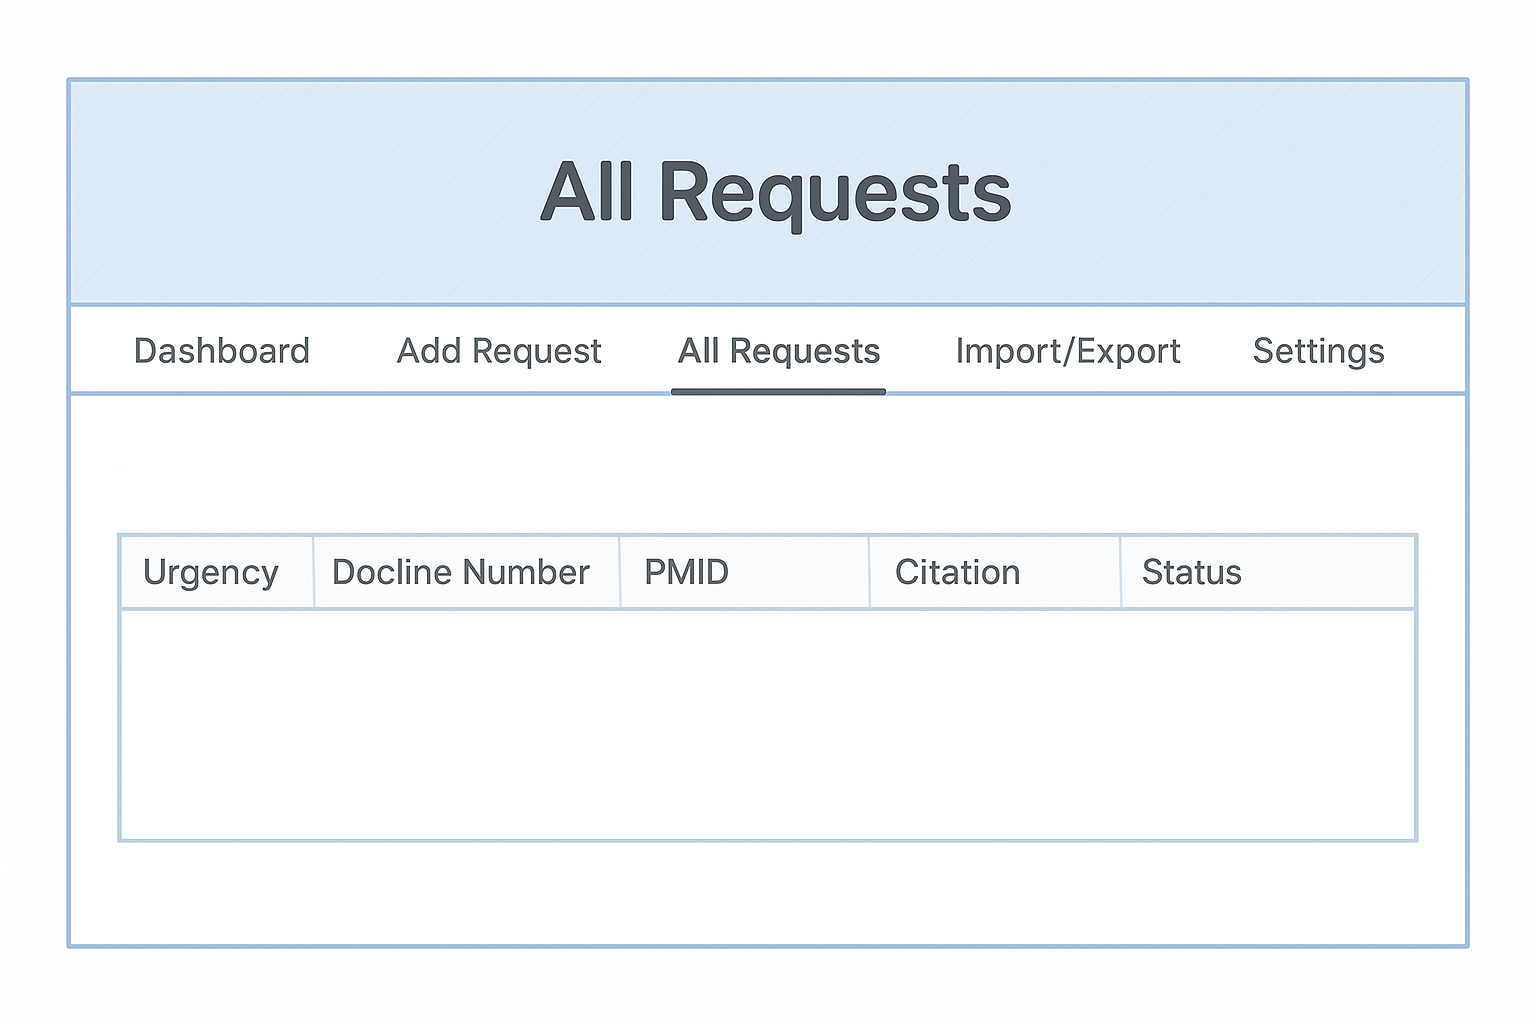 All Requests
Dashboard Add Request All Requests Import/Export Settings
Urgency Docline Number PMID Citation Status